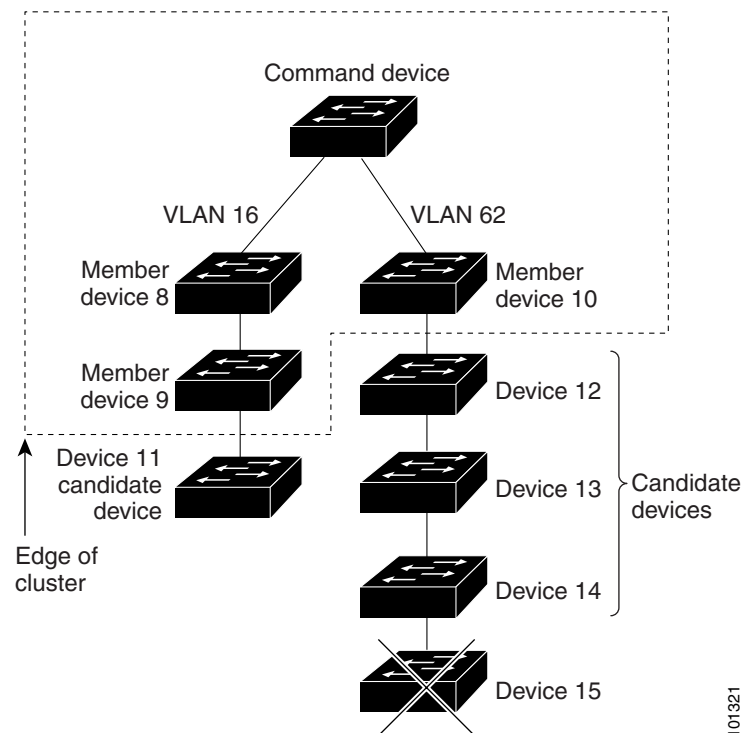 Command device
VLAN 16
VLAN 62
Member
device 8
Member
device 10
Member
device 9
Device 12
Device 11
candidate
device
Device 13
Candidate
devices
Edge of
cluster
Device 14
Device 15
101321